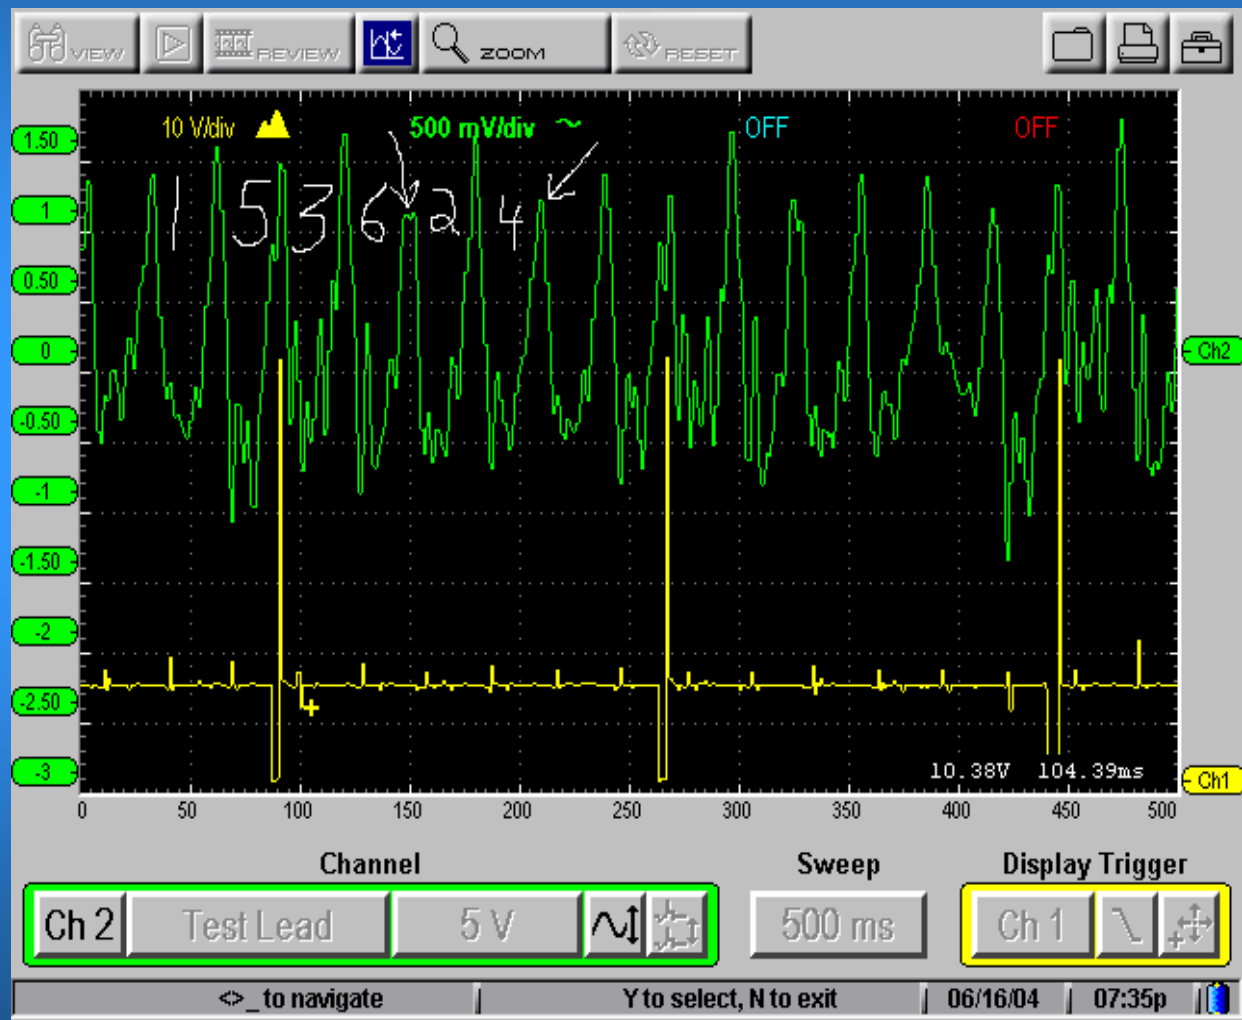 VIEW REVIEW ZOOM RESET
10 V/div 500 mV/div ~ OFF OFF
1.50
1
0.50
0
-0.50
-1
-1.50
-2
-2.50
-3
1 5 3 6 2 4
Ch2
10.38V 104.39ms
Ch1
0 50 100 150 200 250 300 350 400 450 500
Channel Sweep Display Trigger
Ch 2 Test Lead 5 V 500 ms Ch 1
<>_to navigate Y to select, N to exit 06/16/04 07:35p